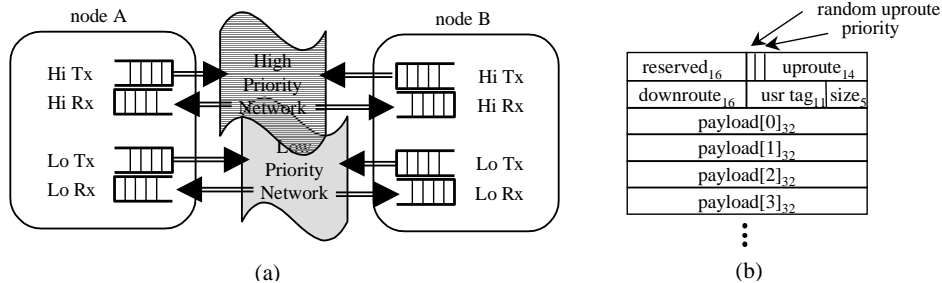 node A
node B
High
Priority
Network
Low
Priority
Network
Hi Tx
Hi Rx
Lo Tx
Lo Rx
Hi Tx
Hi Rx
Lo Tx
Lo Rx
(a)
random uproute
priority
reserved16 uproute14
downroute16 usr tag11 size5
payload[0]32
payload[1]32
payload[2]32
payload[3]32
(b)